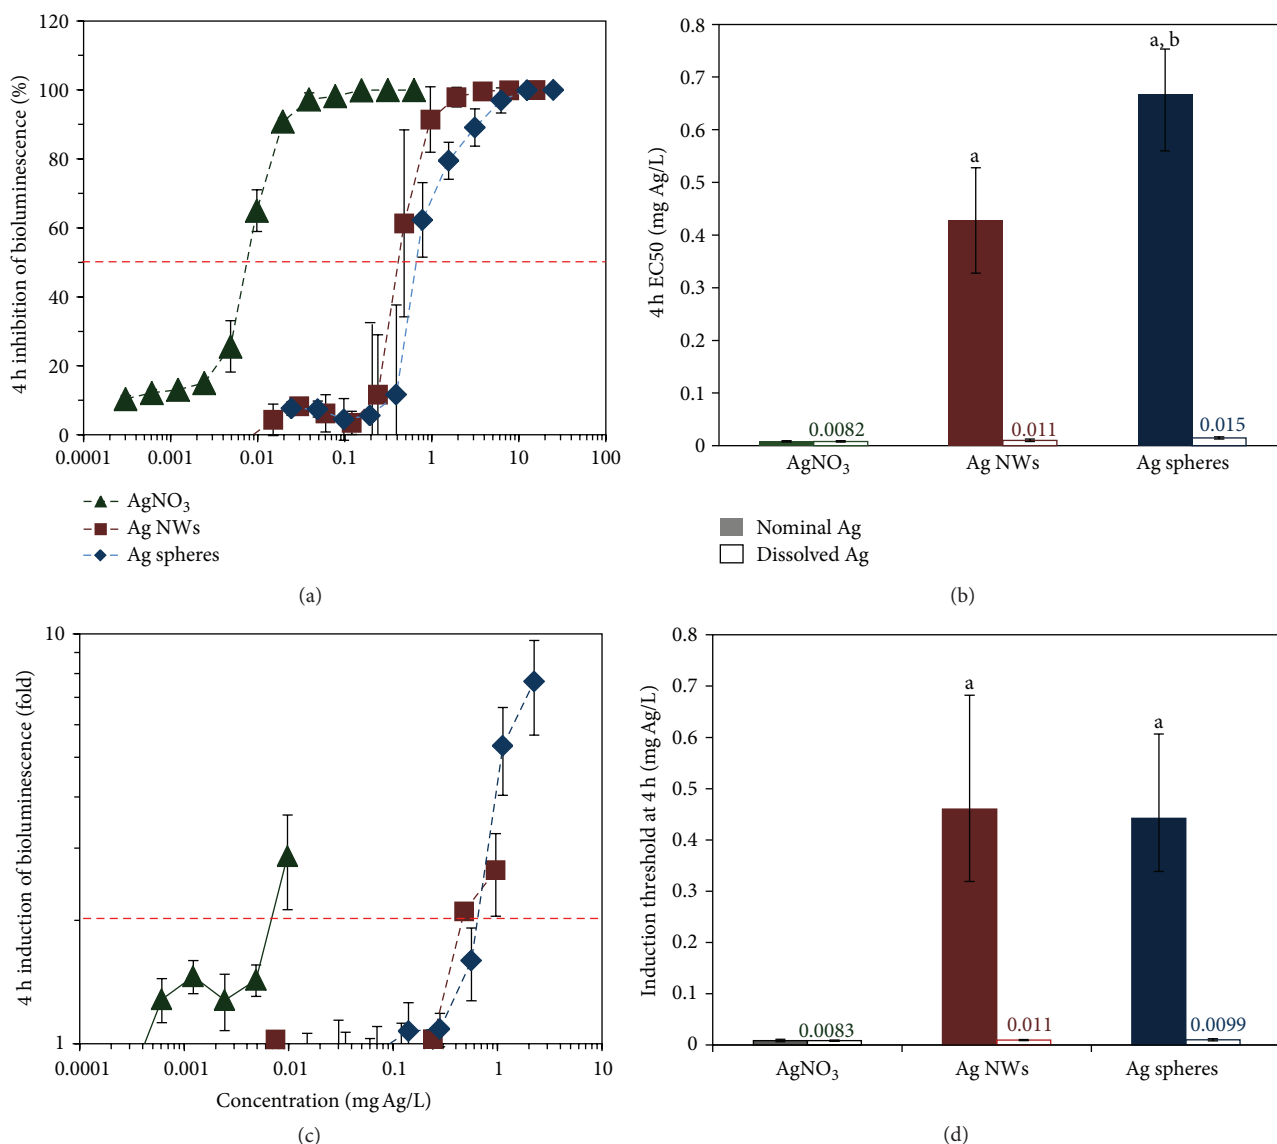 120
100
80
60
40
20
0
4 h inhibition of bioluminescence (%)
0.0001 0.001 0.01 0.1 1 10 100
AgNO3
Ag NWs
Ag spheres
(a)
0.8
0.7
0.6
0.5
0.4
0.3
0.2
0.1
0
4h EC50 (mg Ag/L)
a
a, b
0.0082
0.011
0.015
AgNO3 Ag NWs Ag spheres
Nominal Ag
Dissolved Ag
(b)
10
1
4 h induction of bioluminescence (fold)
0.0001 0.001 0.01 0.1 1 10
Concentration (mg Ag/L)
(c)
0.8
0.7
0.6
0.5
0.4
0.3
0.2
0.1
0
Induction threshold at 4 h (mg Ag/L)
a
a
0.0083
0.011
0.0099
AgNO3 Ag NWs Ag spheres
(d)